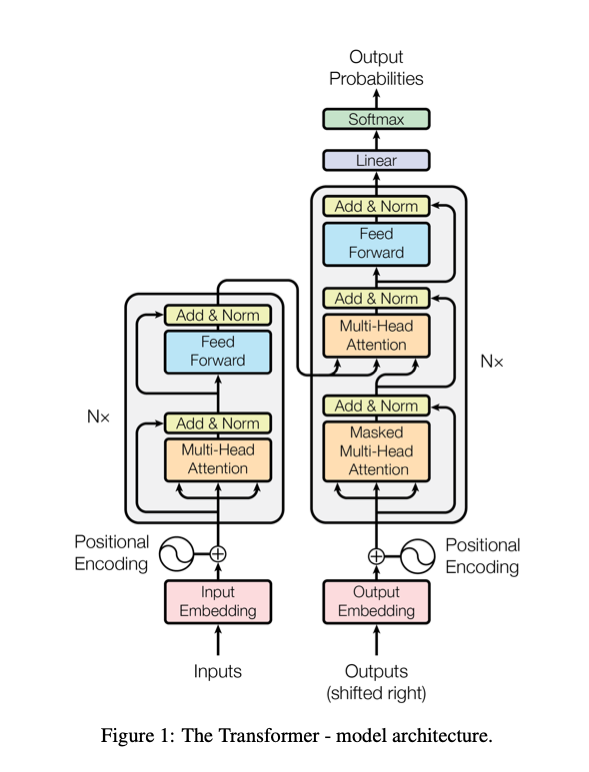 Output
Probabilities
Softmax
Linear
Add & Norm
Feed
Forward
Add & Norm
Multi-Head
Attention
Add & Norm
Masked
Multi-Head
Attention
Nx
Add & Norm
Feed
Forward
Add & Norm
Multi-Head
Attention
Nx
Positional
Encoding
Positional
Encoding
Input
Embedding
Output
Embedding
Inputs
Outputs
(shifted right)
Figure 1: The Transformer - model architecture.